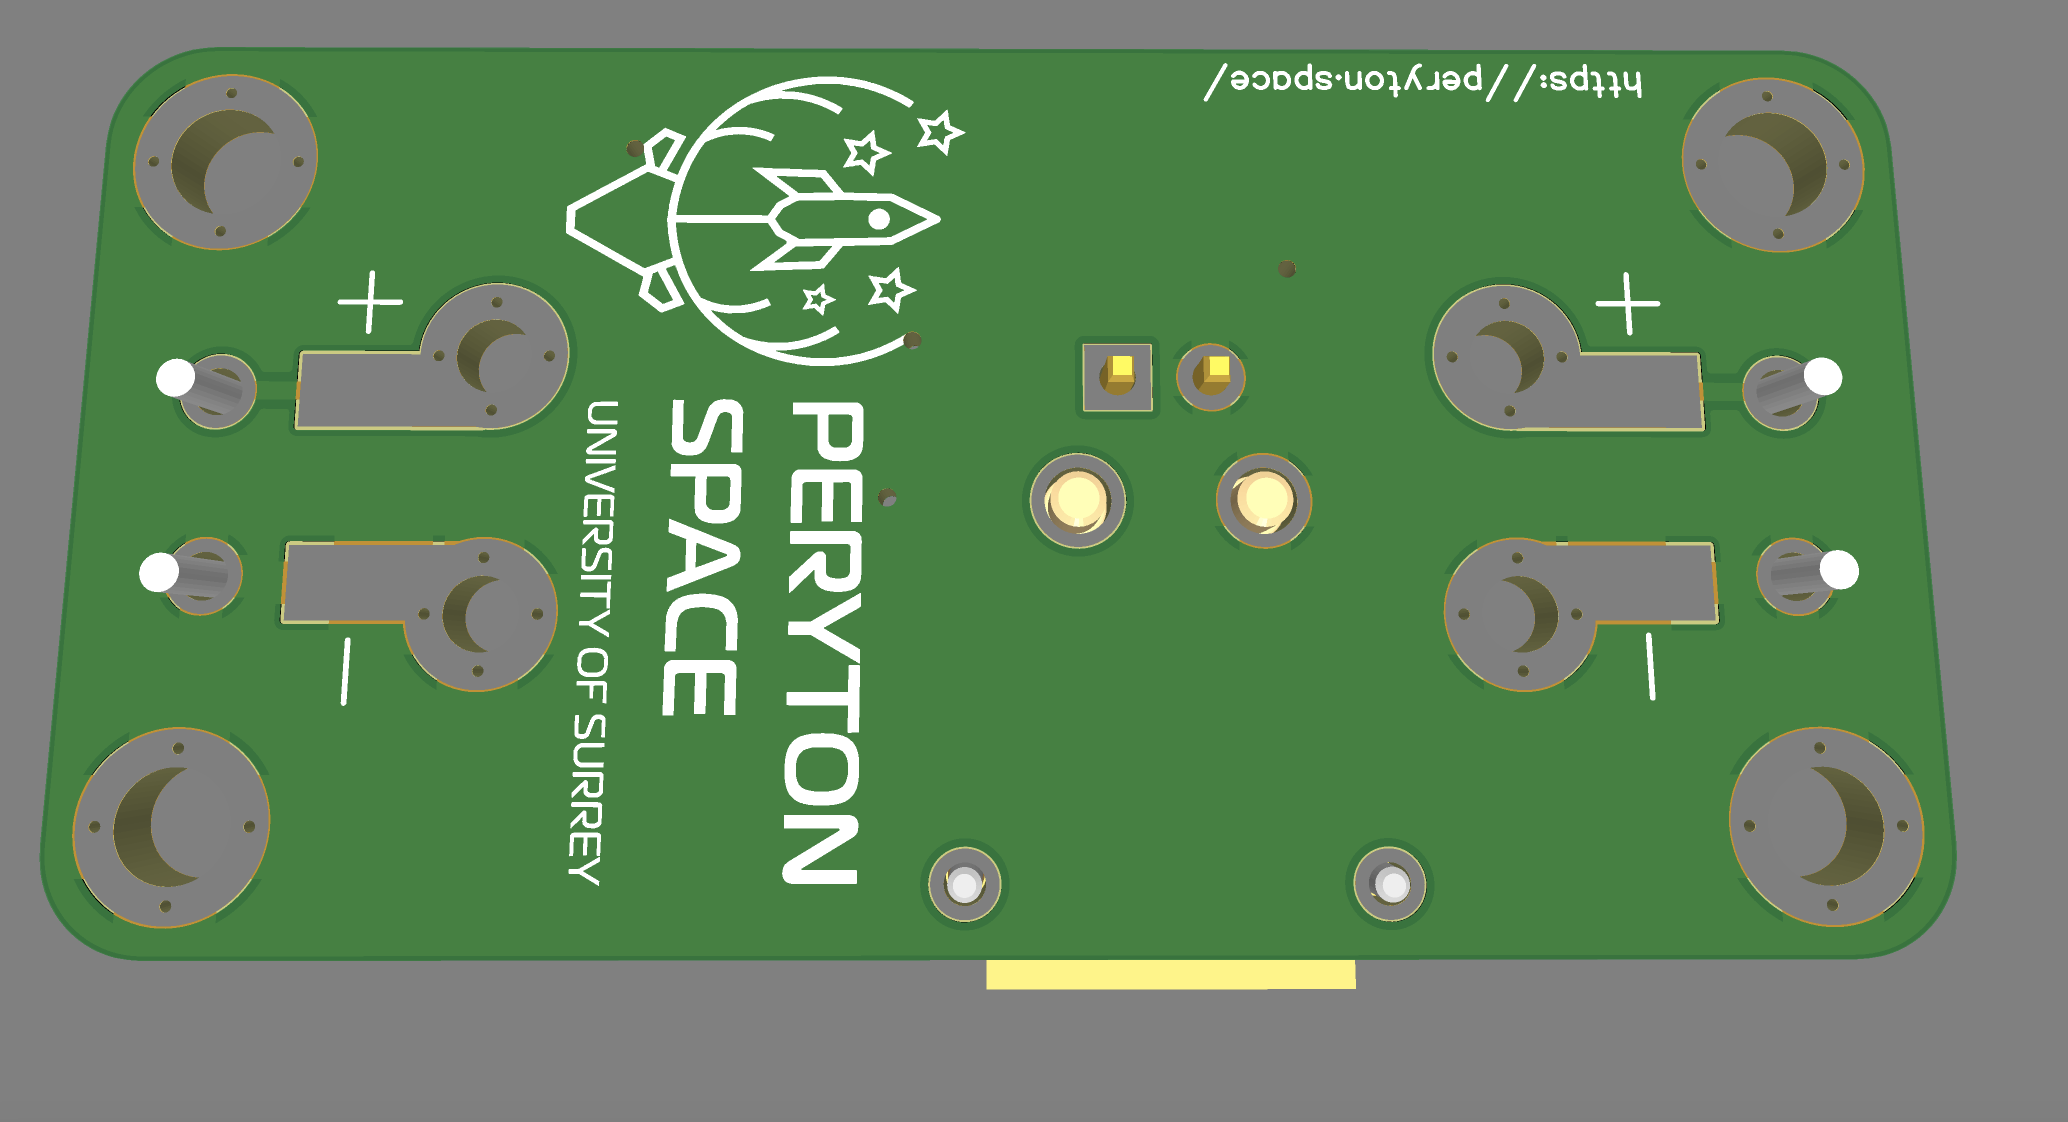 https://peryton.space/
PERYTON
SPACE
UNIVERSITY OF SURREY
+
+
-
-